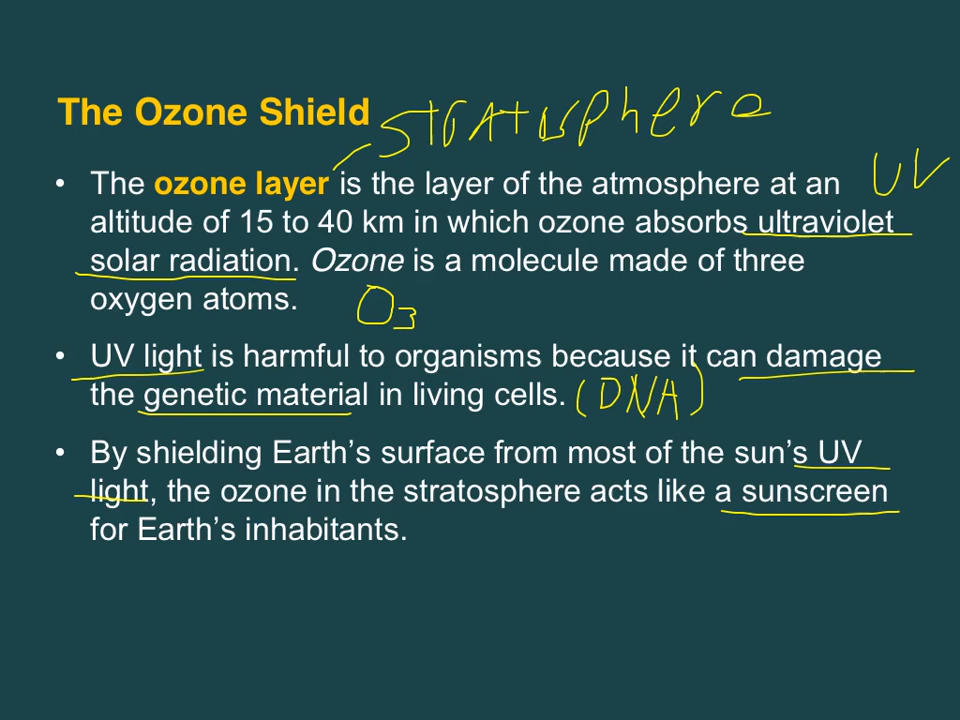 The Ozone Shield
stratosphere
• The ozone layer is the layer of the atmosphere at an
UV
altitude of 15 to 40 km in which ozone absorbs ultraviolet
solar radiation. Ozone is a molecule made of three
oxygen atoms.
O3
• UV light is harmful to organisms because it can damage
the genetic material in living cells. (DNA)
• By shielding Earth's surface from most of the sun's UV
light, the ozone in the stratosphere acts like a sunscreen
for Earth's inhabitants.